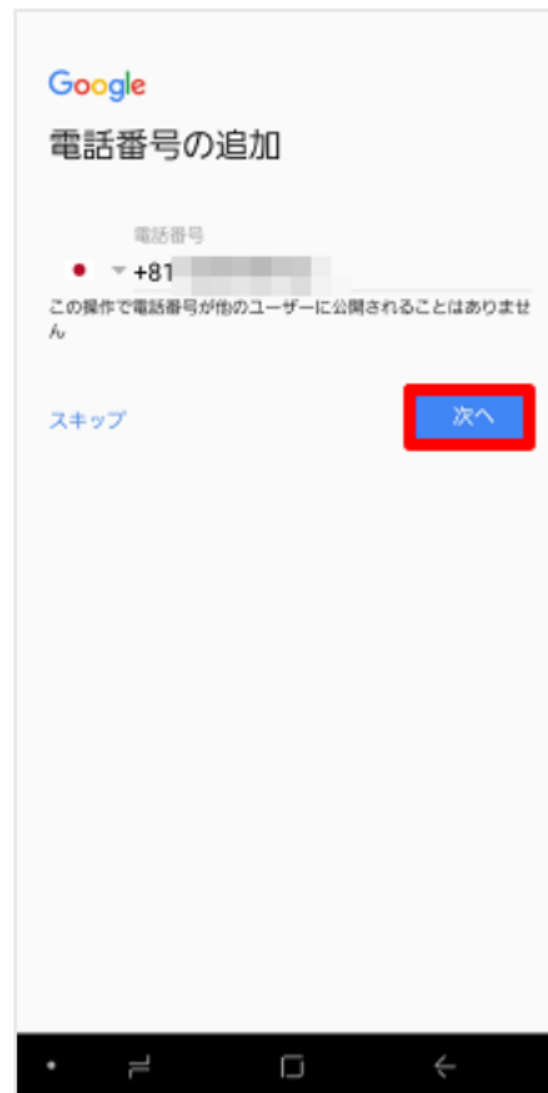 Google
電話番号の追加
電話番号
+81
この操作で電話番号が他のユーザーに公開されることはありませ
ん
スキップ
次へ